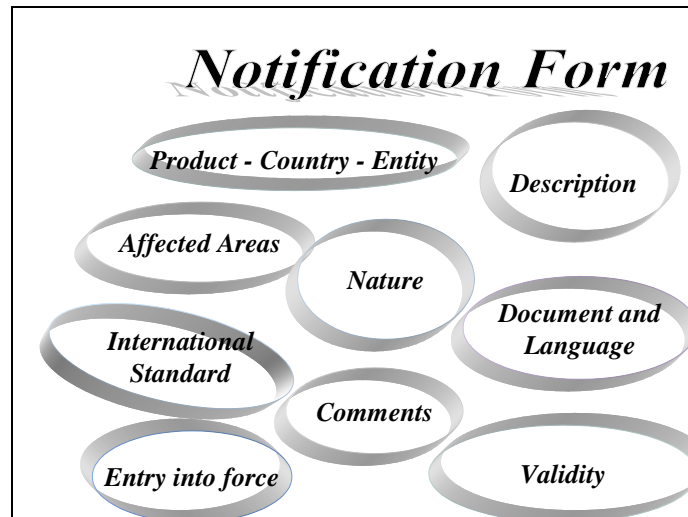 Notification Form
Product - Country - Entity
Description
Affected Areas
Nature
Document and
Language
International
Standard
Comments
Entry into force
Validity